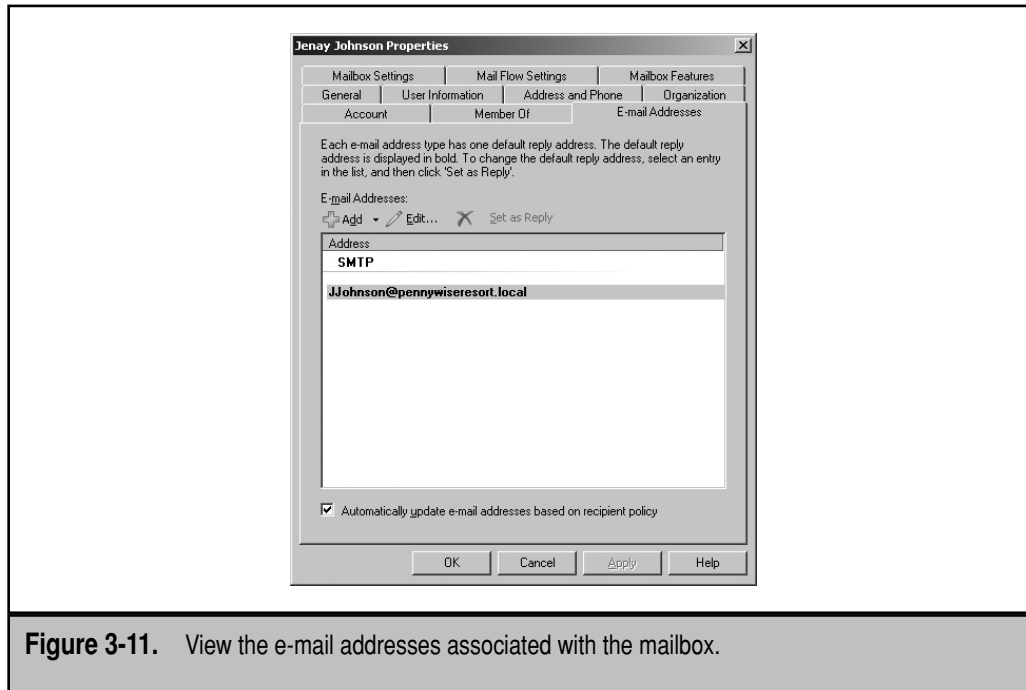 Jenay Johnson Properties
Mailbox Settings Mail Flow Settings Mailbox Features
General User Information Address and Phone Organization
Account Member Of E-mail Addresses
Each e-mail address type has one default reply address. The default reply
address is displayed in bold. To change the default reply address, select an entry
in the list, and then click 'Set as Reply'.
E-mail Addresses:
Add Edit... Set as Reply
Address
SMTP
JJohnson@pennywiseresort.local
Automatically update e-mail addresses based on recipient policy
OK Cancel Apply Help
Figure 3-11. View the e-mail addresses associated with the mailbox.